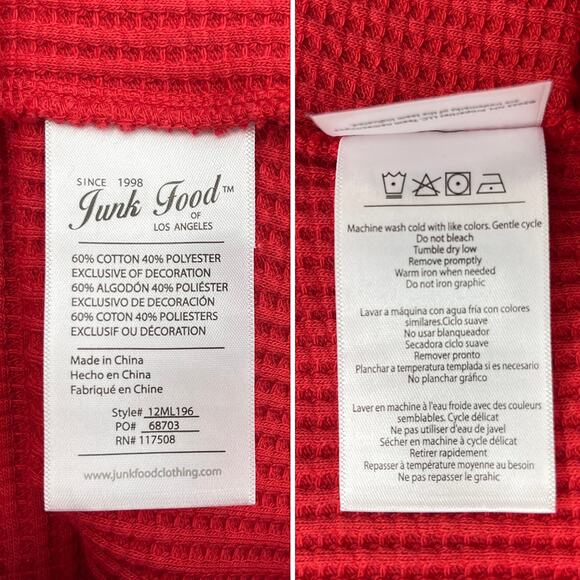 SINCE 1998
Junk Food™
OF
LOS ANGELES
60% COTTON 40% POLYESTER
EXCLUSIVE OF DECORATION
60% ALGODÓN 40% POLIÉSTER
EXCLUSIVO DE DECORACIÓN
60% COTON 40% POLIESTERS
EXCLUSIF OU DÉCORATION
Made in China
Hecho en China
Fabriqué en Chine
Style# 12ML196
PO# 68703
RN# 117508
www.junkfoodclothing.com
are trademarks of the team
indicated.
Machine wash cold with like colors. Gentle cycle
Do not bleach
Tumble dry low
Remove promptly
Warm iron when needed
Do not iron graphic
Lavar a máquina con agua fría con colores
similares.Ciclo suave
No usar blanqueador
Secadora ciclo suave
Remover pronto
Planchar a temperatura templada si es necesario
No planchar gráfico
Laver en machine à l'eau froide avec des couleurs
semblables. Cycle délicat
Ne pas utiliser d'eau de javel
Sécher en machine à cycle délicat
Retirer rapidement
Repasser à température moyenne au besoin
Ne pas repasser le grahic